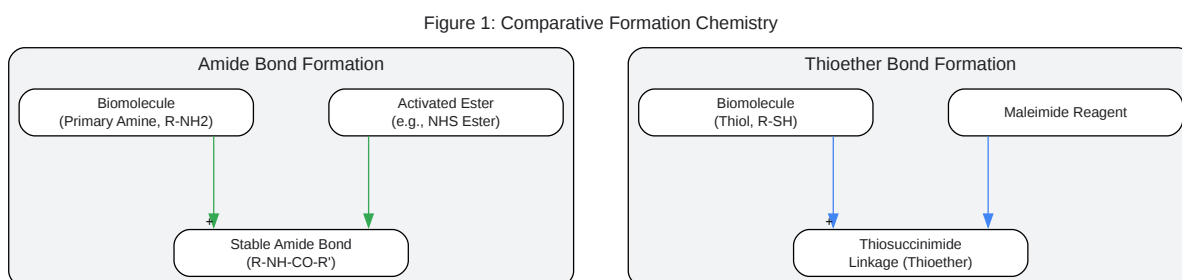 Figure 1: Comparative Formation Chemistry
Amide Bond Formation
Biomolecule
(Primary Amine, R-NH2)
Activated Ester
(e.g., NHS Ester)
+
Stable Amide Bond
(R-NH-CO-R')
Thioether Bond Formation
Biomolecule
(Thiol, R-SH)
Maleimide Reagent
+
Thiosuccinimide
Linkage (Thioether)